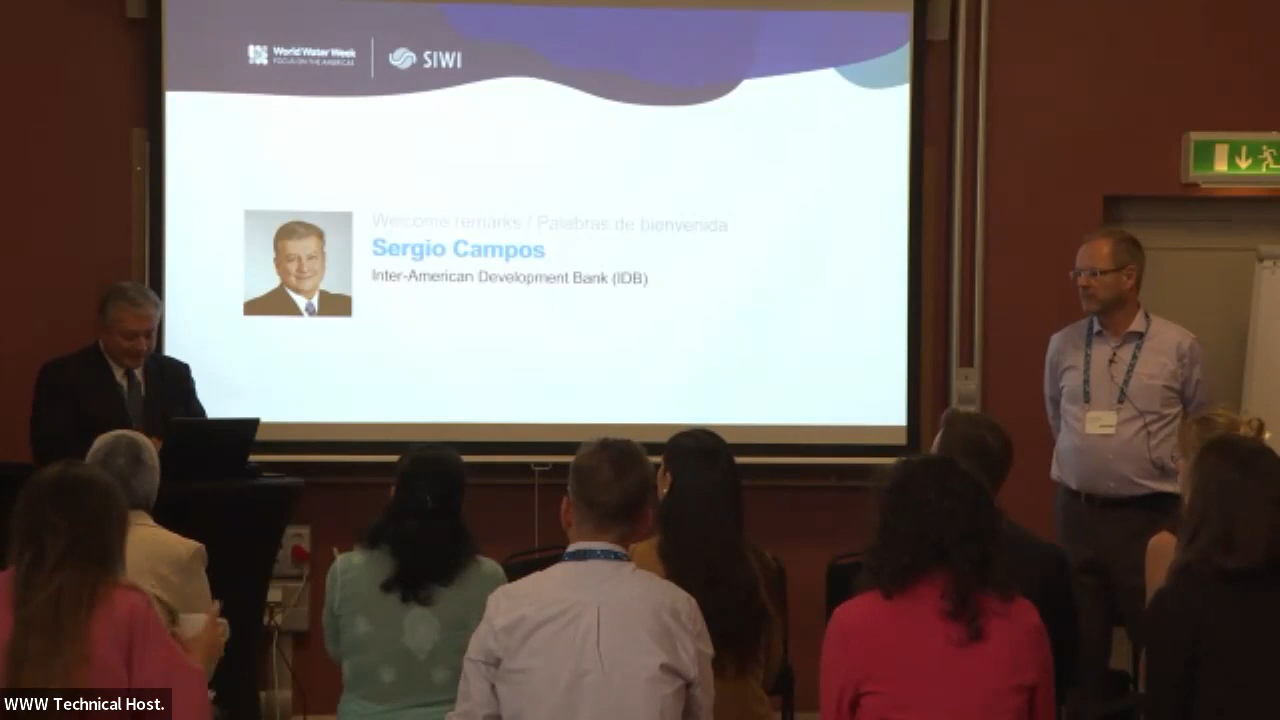 World Water Week
FOCUS ON THE AMERICAS
SIWI
Welcome remarks / Palabras de bienvenida
Sergio Campos
Inter-American Development Bank (IDB)
WWW Technical Host.